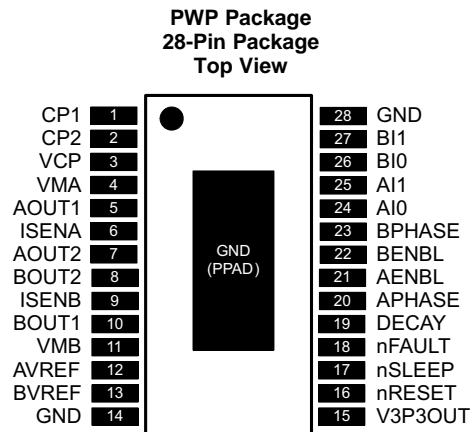 PWP Package
28-Pin Package
Top View
CP1 1 28 GND
CP2 2 27 BI1
VCP 3 26 BI0
VMA 4 25 AI1
AOUT1 5 24 AI0
ISENA 6 23 BPHASE
AOUT2 7 22 BENBL
BOUT2 8 21 AENBL
ISENB 9 20 APHASE
BOUT1 10 19 DECAY
VMB 11 18 nFAULT
AVREF 12 17 nSLEEP
BVREF 13 16 nRESET
GND 14 15 V3P3OUT
GND
(PPAD)